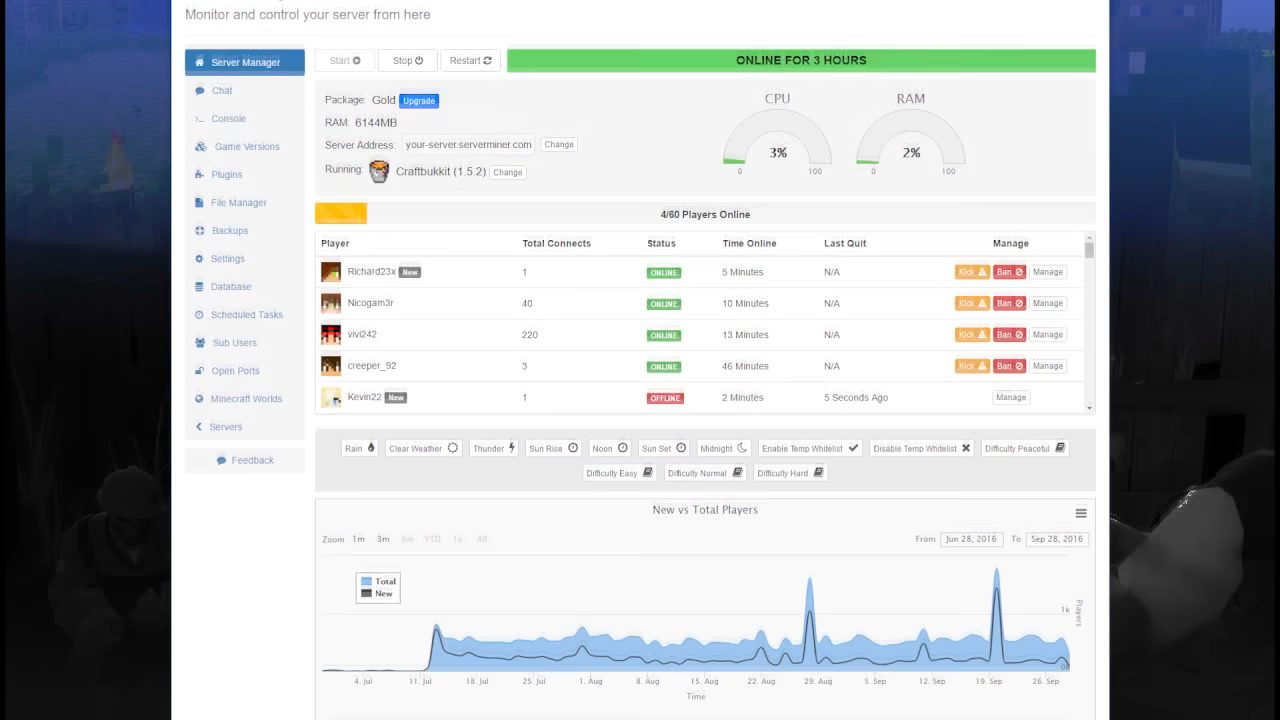 Monitor and control your server from here
Server Manager
Chat
Console
Game Versions
Plugins
File Manager
Backups
Settings
Database
Scheduled Tasks
Sub Users
Open Ports
Minecraft Worlds
Servers
Feedback
Start Stop Restart ONLINE FOR 3 HOURS
Package: Gold Upgrade
RAM: 6144MB
Server Address: your-server.serverminer.com Change
Running: Craftbukkit (1.5.2) Change
CPU RAM
3% 2%
0 100 0 100
4/60 Players Online
Player Total Connects Status Time Online Last Quit Manage
Richard23x New 1 ONLINE 5 Minutes N/A Kick Ban Manage
Nicogam3r 40 ONLINE 10 Minutes N/A Kick Ban Manage
vivi242 220 ONLINE 13 Minutes N/A Kick Ban Manage
creeper_92 3 ONLINE 46 Minutes N/A Kick Ban Manage
Kevin22 New 1 OFFLINE 2 Minutes 5 Seconds Ago Manage
Rain Clear Weather Thunder Sun Rise Noon Sun Set Midnight Enable Temp Whitelist Disable Temp Whitelist Difficulty Peaceful
Difficulty Easy Difficulty Normal Difficulty Hard
New vs Total Players
Zoom 1m 3m 6m YTD 1y All From Jun 28, 2016 To Sep 28, 2016
Total
New
1k
Players
0k
4. Jul 11. Jul 18. Jul 25. Jul 1. Aug 8. Aug 15. Aug 22. Aug 29. Aug 5. Sep 12. Sep 19. Sep 26. Sep
Time